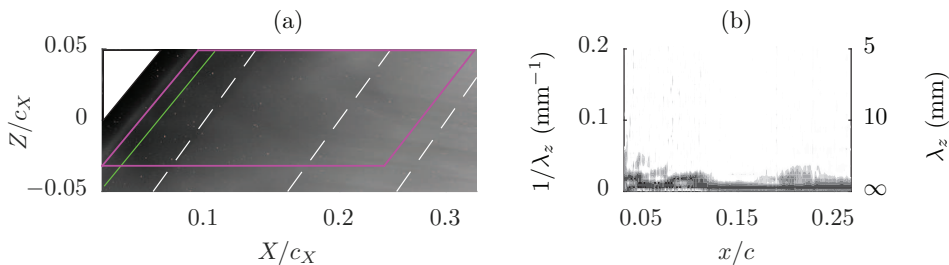 (a)
0.05
0
−0.05
Z/c_X
0.1
0.2
0.3
X/c_X
(b)
0.2
0.1
0
1/λ_z (mm⁻¹)
5
10
∞
λ_z (mm)
0.05
0.15
0.25
x/c